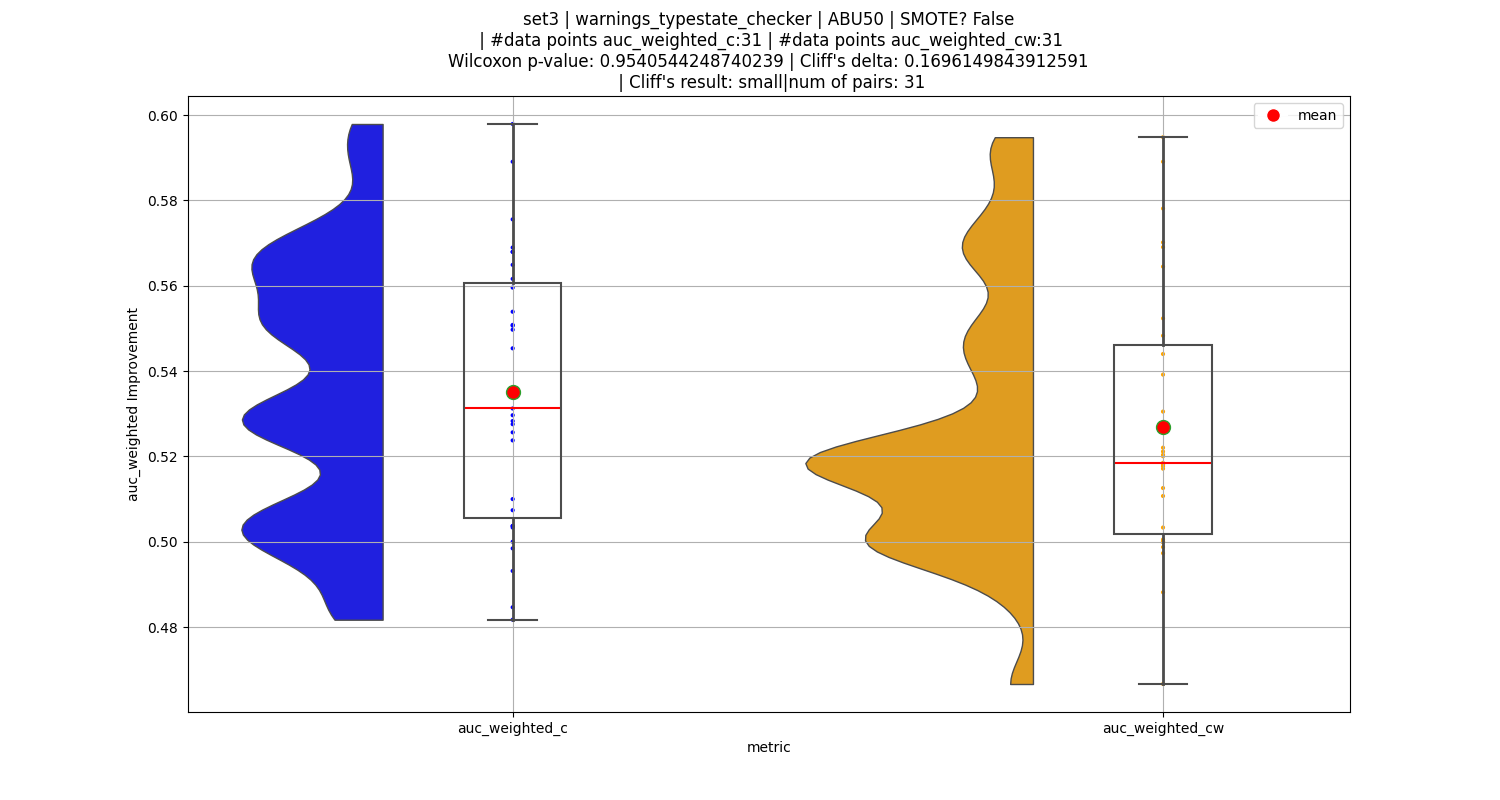 set3 | warnings_typestate_checker | ABU50 | SMOTE? False
| #data points auc_weighted_c:31 | #data points auc_weighted_cw:31
Wilcoxon p-value: 0.9540544248740239 | Cliff's delta: 0.1696149843912591
| Cliff's result: small|num of pairs: 31
mean
0.60
0.58
0.56
0.54
0.52
0.50
0.48
auc_weighted Improvement
auc_weighted_c
auc_weighted_cw
metric